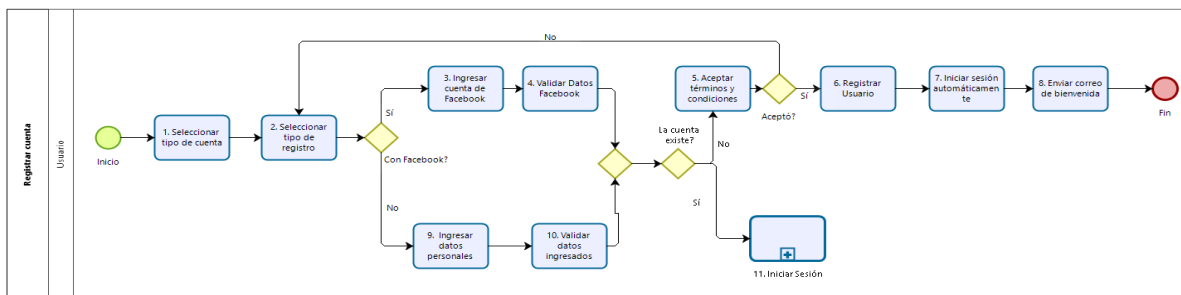 Registrar cuenta
Usuario
Inicio
1. Seleccionar
tipo de cuenta
2. Seleccionar
tipo de
registro
Con Facebook?
Sí
No
3. Ingresar
cuenta de
Facebook
4. Validar Datos
Facebook
9. Ingresar
datos
personales
10. Validar
datos
ingresados
La cuenta
existe?
No
Sí
5. Aceptar
términos y
condiciones
Aceptó?
No
Sí
6. Registrar
Usuario
7. Iniciar sesión
automáticame
nte
8. Enviar correo
de bienvenida
Fin
11. Iniciar Sesión